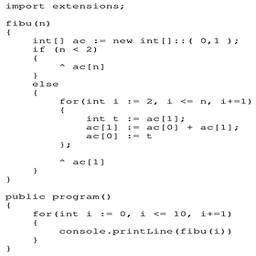 import extensions;
fibu(n)
{
int[] ac := new int[]::( 0,1 );
if (n < 2)
{
^ ac[n]
}
else
{
for(int i := 2, i <= n, i+=1)
{
int t := ac[1];
ac[1] := ac[0] + ac[1];
ac[0] := t
};
^ ac[1]
}
}
public program()
{
for(int i := 0, i <= 10, i+=1)
{
console.printLine(fibu(i))
}
}